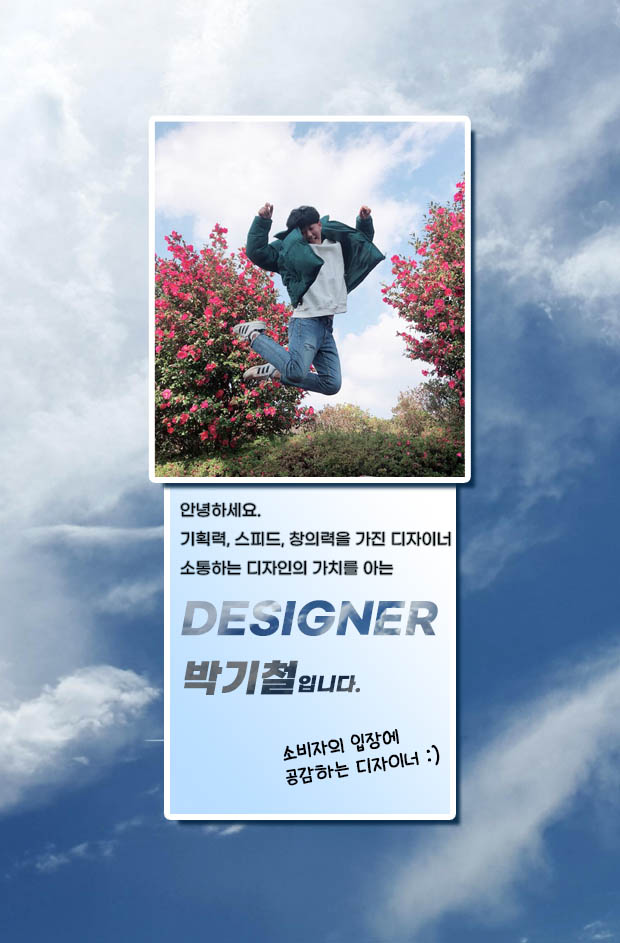 안녕하세요.
기획력, 스피드, 창의력을 가진 디자이너
소통하는 디자인의 가치를 아는
DESIGNER
박기철입니다.
소비자의 입장에
공감하는 디자이너 :)